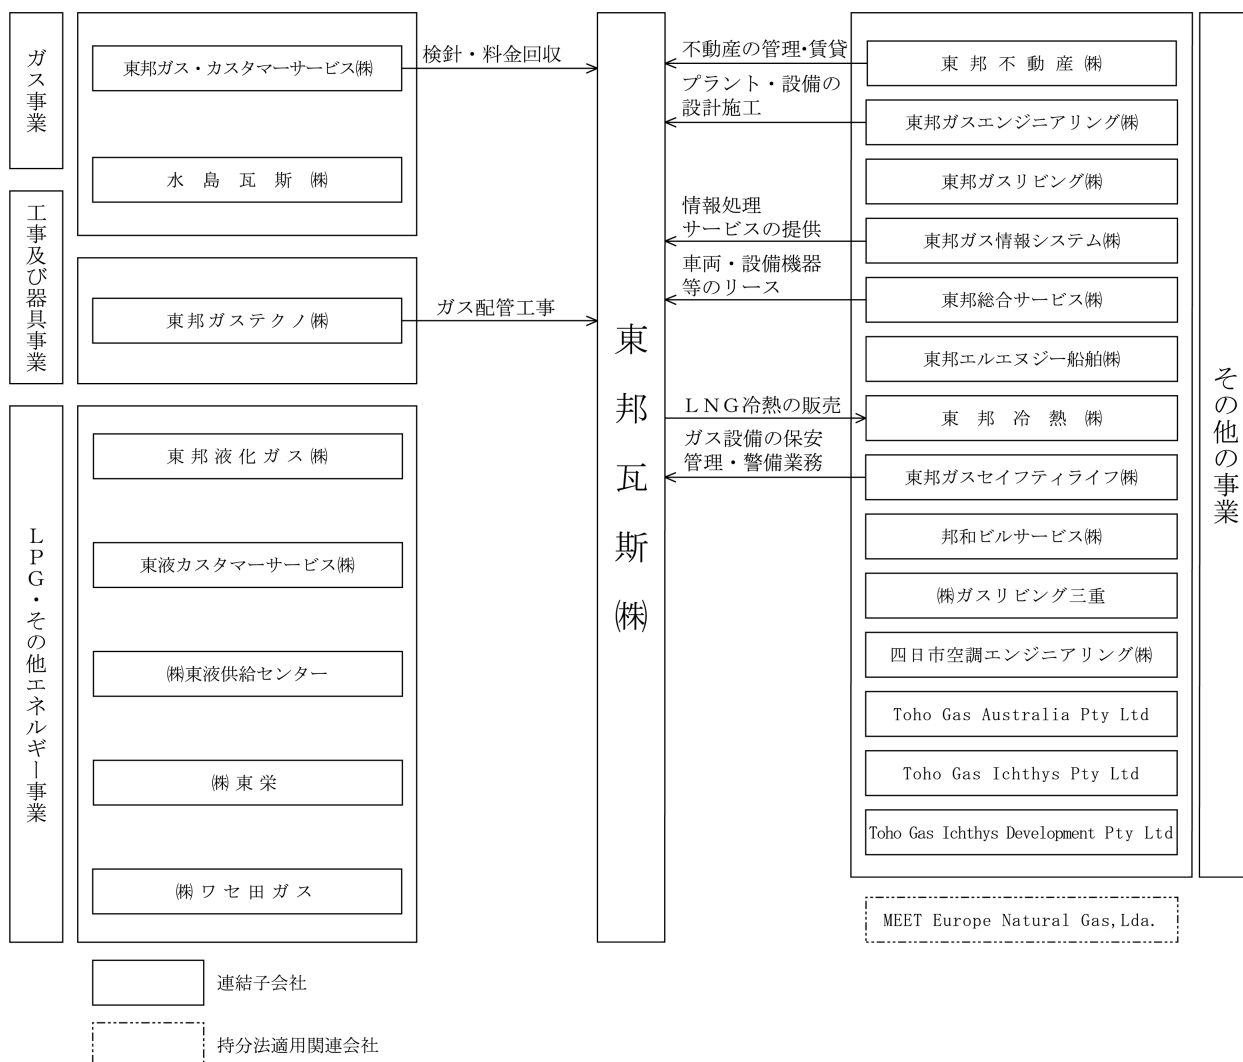 ガス事業
東邦ガス・カスタマーサービス㈱
検針・料金回収
水島瓦斯㈱
工事及び器具事業
東邦ガステクノ㈱
ガス配管工事
LPG・その他エネルギー事業
東邦液化ガス㈱
東液カスタマーサービス㈱
㈱東液供給センター
㈱東栄
㈱ワセ田ガス
東邦瓦斯㈱
不動産の管理・賃貸
東邦不動産㈱
プラント・設備の
設計施工
東邦ガスエンジニアリング㈱
東邦ガスリビング㈱
情報処理
サービスの提供
東邦ガス情報システム㈱
車両・設備機器
等のリース
東邦総合サービス㈱
東邦エルエヌジー船舶㈱
LNG冷熱の販売
東邦冷熱㈱
ガス設備の保安
管理・警備業務
東邦ガスセイフティライフ㈱
邦和ビルサービス㈱
㈱ガスリビング三重
四日市空調エンジニアリング㈱
Toho Gas Australia Pty Ltd
Toho Gas Ichthys Pty Ltd
Toho Gas Ichthys Development Pty Ltd
その他の事業
MEET Europe Natural Gas,Lda.
連結子会社
持分法適用関連会社